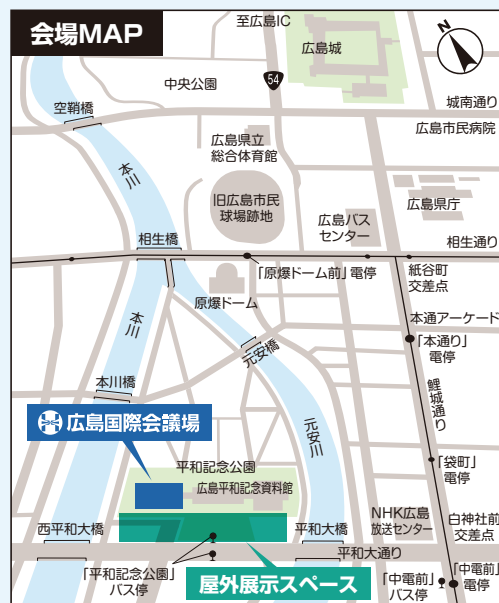 会場MAP
至広島IC
広島城
N
54
中央公園
城南通り
空鞘橋
広島市民病院
広島県立
総合体育館
本川
旧広島市民
球場跡地
広島バス
センター
広島県庁
相生橋
相生通り
「原爆ドーム前」電停
紙谷町
交差点
原爆ドーム
本通アーケード
元安橋
「本通り」
電停
本川
本川橋
鯉城通り
広島国際会議場
元安川
平和記念公園
広島平和記念資料館
「袋町」
電停
NHK広島
放送センター
白神社前
交差点
西平和大橋
平和大橋
平和大通り
「平和記念公園」
バス停
屋外展示スペース
「中電前」
バス停
「中電前」
電停